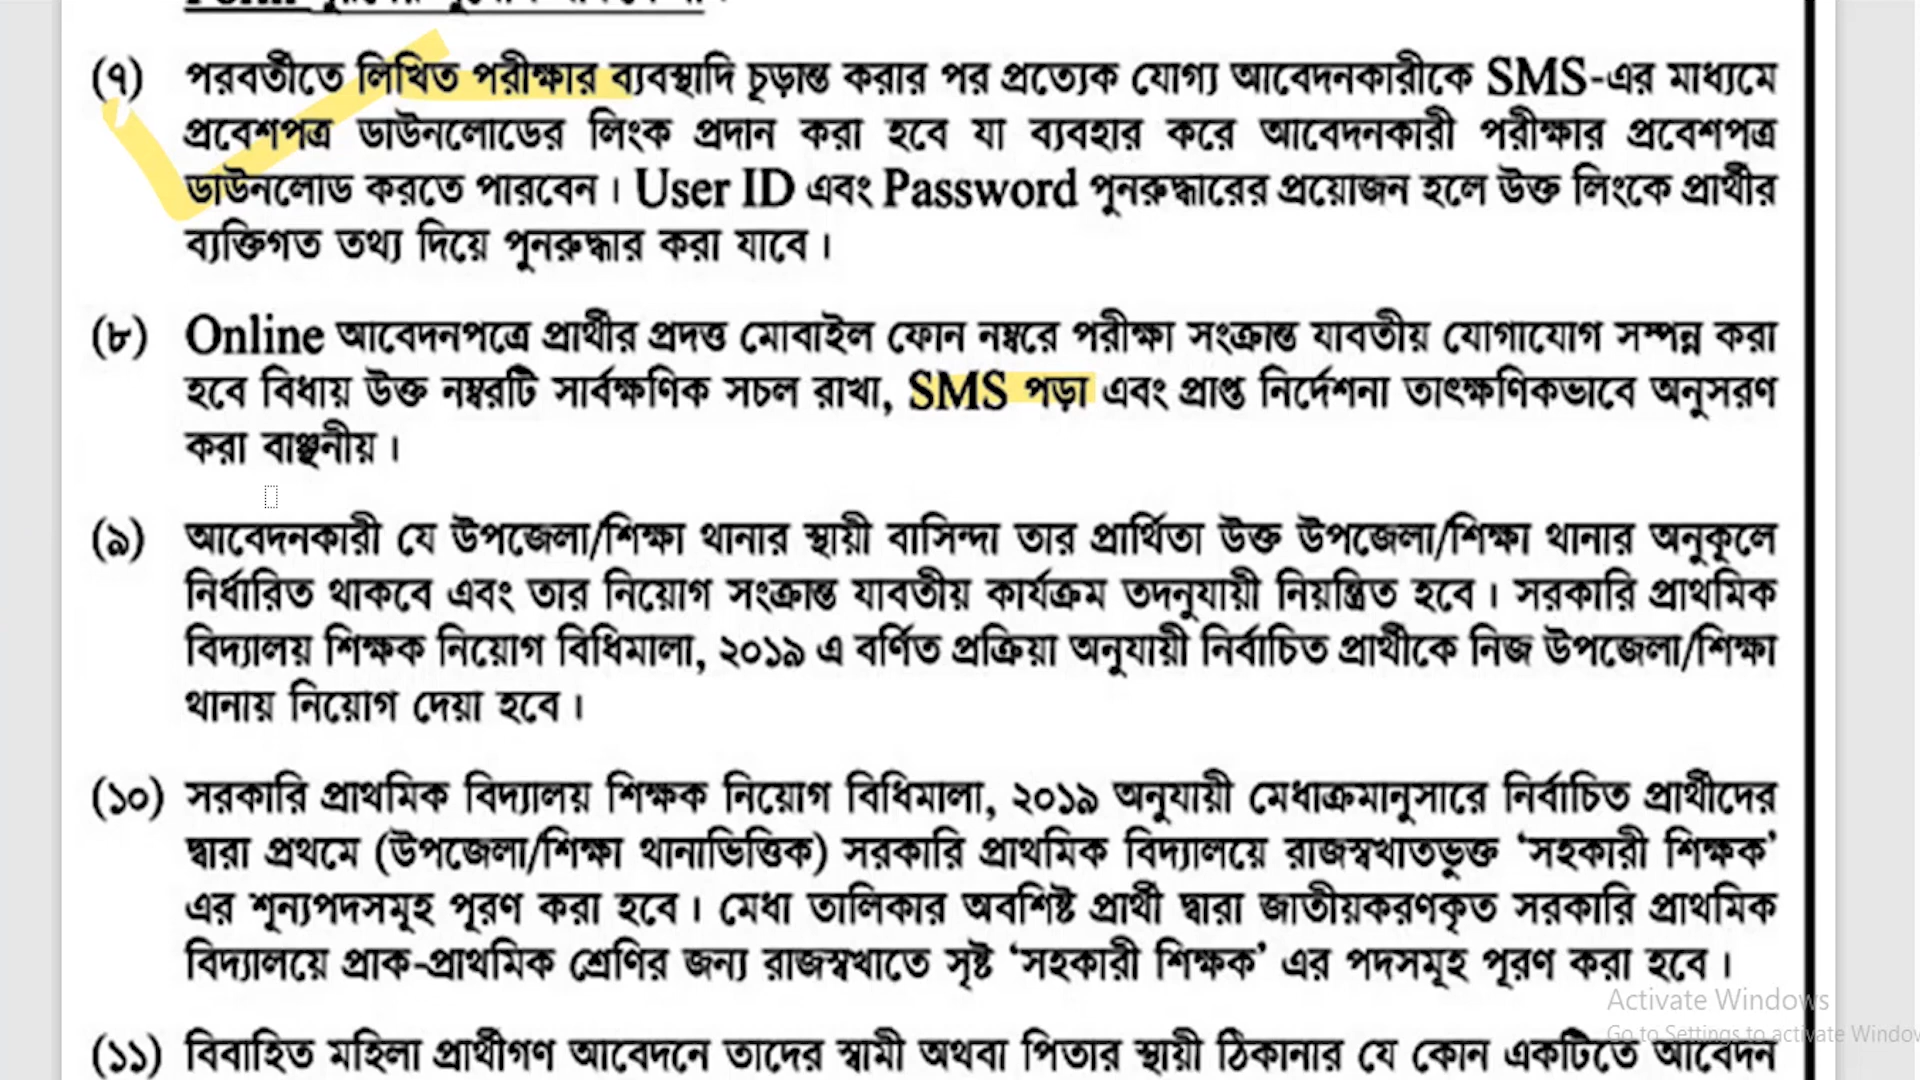 (৭) পরবর্তীতে লিখিত পরীক্ষার ব্যবস্থাদি চূড়ান্ত করার পর প্রত্যেক যোগ্য আবেদনকারীকে SMS-এর মাধ্যমে
প্রবেশপত্র ডাউনলোডের লিংক প্রদান করা হবে যা ব্যবহার করে আবেদনকারী পরীক্ষার প্রবেশপত্র
ডাউনলোড করতে পারবেন। User ID এবং Password পুনরুদ্ধারের প্রয়োজন হলে উক্ত লিংকে প্রার্থীর
ব্যক্তিগত তথ্য দিয়ে পুনরুদ্ধার করা যাবে।
(৮) Online আবেদনপত্রে প্রার্থীর প্রদত্ত মোবাইল ফোন নম্বরে পরীক্ষা সংক্রান্ত যাবতীয় যোগাযোগ সম্পন্ন করা
হবে বিধায় উক্ত নম্বরটি সার্বক্ষণিক সচল রাখা, SMS পড়া এবং প্রাপ্ত নির্দেশনা তাৎক্ষণিকভাবে অনুসরণ
করা বাঞ্ছনীয়।
(৯) আবেদনকারী যে উপজেলা/শিক্ষা থানার স্থায়ী বাসিন্দা তার প্রার্থিতা উক্ত উপজেলা/শিক্ষা থানার অনুকূলে
নির্ধারিত থাকবে এবং তার নিয়োগ সংক্রান্ত যাবতীয় কার্যক্রম তদনুযায়ী নিয়ন্ত্রিত হবে। সরকারি প্রাথমিক
বিদ্যালয় শিক্ষক নিয়োগ বিধিমালা, ২০১৯ এ বর্ণিত প্রক্রিয়া অনুযায়ী নির্বাচিত প্রার্থীকে নিজ উপজেলা/শিক্ষা
থানায় নিয়োগ দেয়া হবে।
(১০) সরকারি প্রাথমিক বিদ্যালয় শিক্ষক নিয়োগ বিধিমালা, ২০১৯ অনুযায়ী মেধাক্রমানুসারে নির্বাচিত প্রার্থীদের
দ্বারা প্রথমে (উপজেলা/শিক্ষা থানাভিত্তিক) সরকারি প্রাথমিক বিদ্যালয়ে রাজস্বখাতভুক্ত ‘সহকারী শিক্ষক’
এর শূন্যপদসমূহ পূরণ করা হবে। মেধা তালিকার অবশিষ্ট প্রার্থী দ্বারা জাতীয়করণকৃত সরকারি প্রাথমিক
বিদ্যালয়ে প্রাক-প্রাথমিক শ্রেণির জন্য রাজস্বখাতে সৃষ্ট ‘সহকারী শিক্ষক’ এর পদসমূহ পূরণ করা হবে।
Activate Windows
Go to Settings to activate Window
(১১) বিবাহিত মহিলা প্রার্থীগণ আবেদনে তাদের স্বামী অথবা পিতার স্থায়ী ঠিকানার যে কোন একটিতে আবেদন